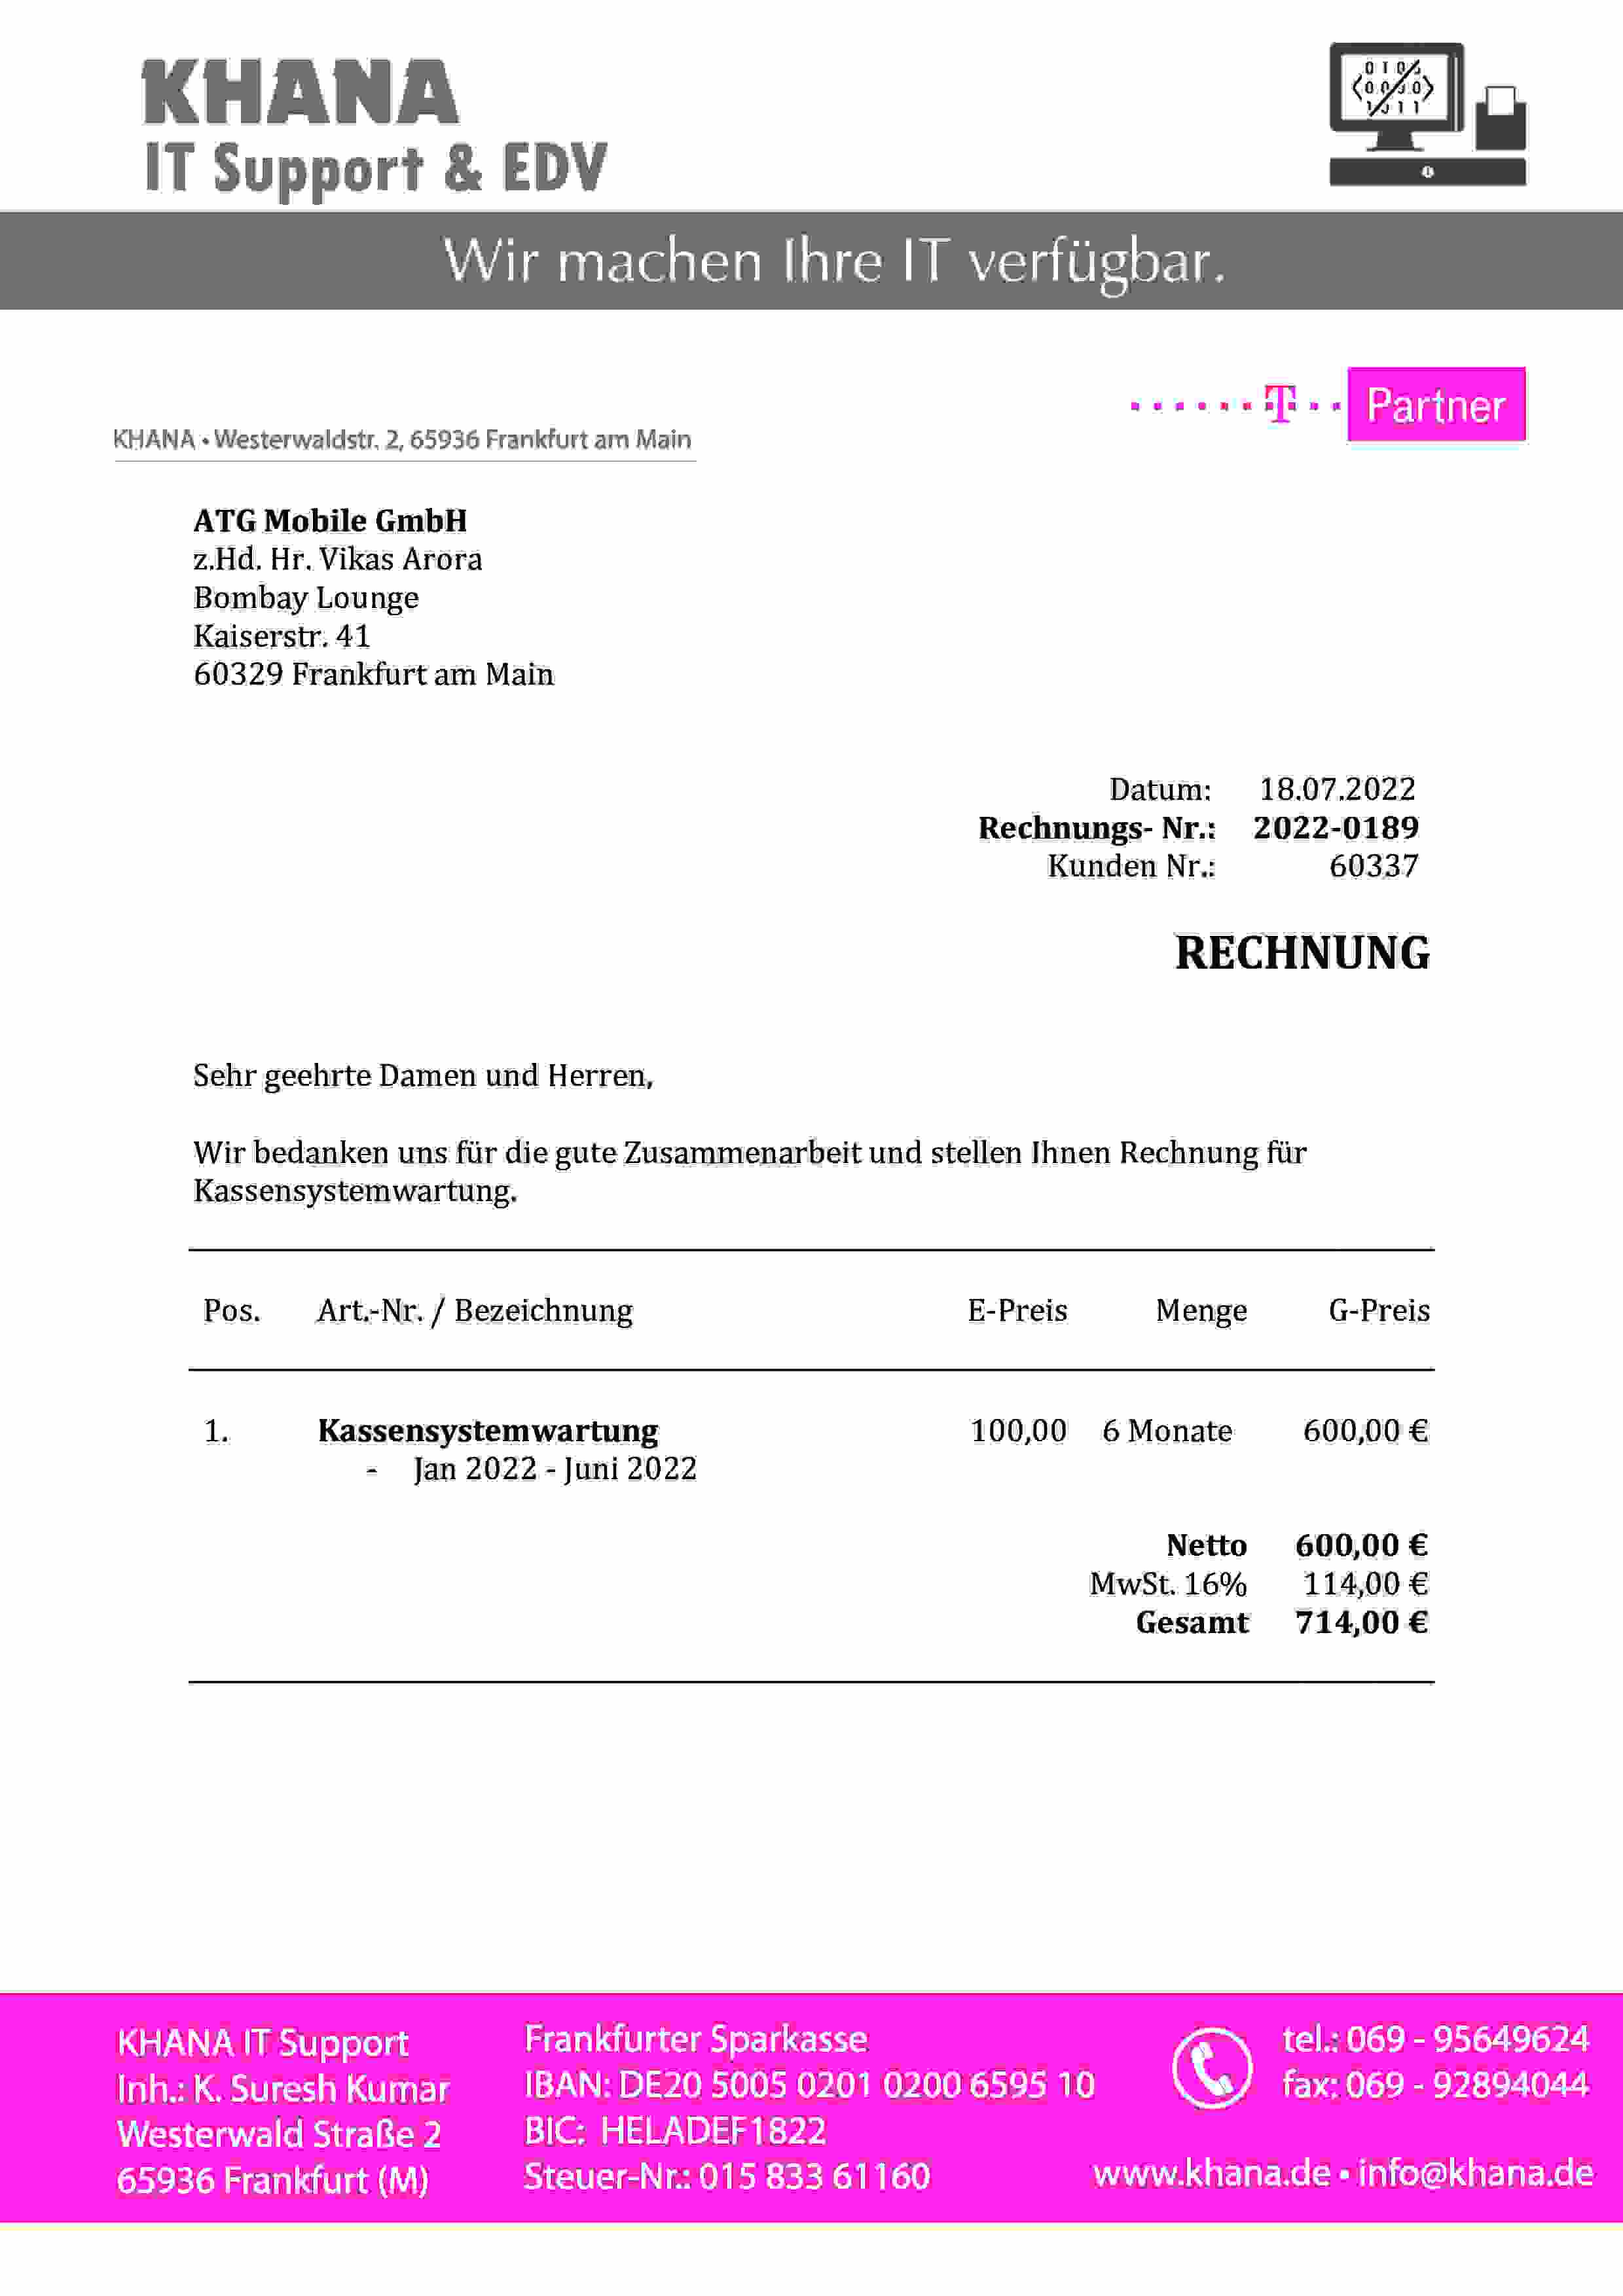 KHANA
IT Support & EDV
Wir machen Ihre IT verfügbar.
T Partner
KHANA • Westerwaldstr. 2, 65936 Frankfurt am Main
ATG Mobile GmbH
z.Hd. Hr. Vikas Arora
Bombay Lounge
Kaiserstr. 41
60329 Frankfurt am Main
Datum: 18.07.2022
Rechnungs- Nr.: 2022-0189
Kunden Nr.: 60337
RECHNUNG
Sehr geehrte Damen und Herren,
Wir bedanken uns für die gute Zusammenarbeit und stellen Ihnen Rechnung für
Kassensystemwartung.
Pos. Art.-Nr. / Bezeichnung E-Preis Menge G-Preis
1. Kassensystemwartung 100,00 6 Monate 600,00 €
- Jan 2022 - Juni 2022
Netto 600,00 €
MwSt. 16% 114,00 €
Gesamt 714,00 €
KHANA IT Support
Inh.: K. Suresh Kumar
Westerwald Straße 2
65936 Frankfurt (M)
Frankfurter Sparkasse
IBAN: DE20 5005 0201 0200 6595 10
BIC: HELADEF1822
Steuer-Nr.: 015 833 61160
tel.: 069 - 95649624
fax: 069 - 92894044
www.khana.de • info@khana.de